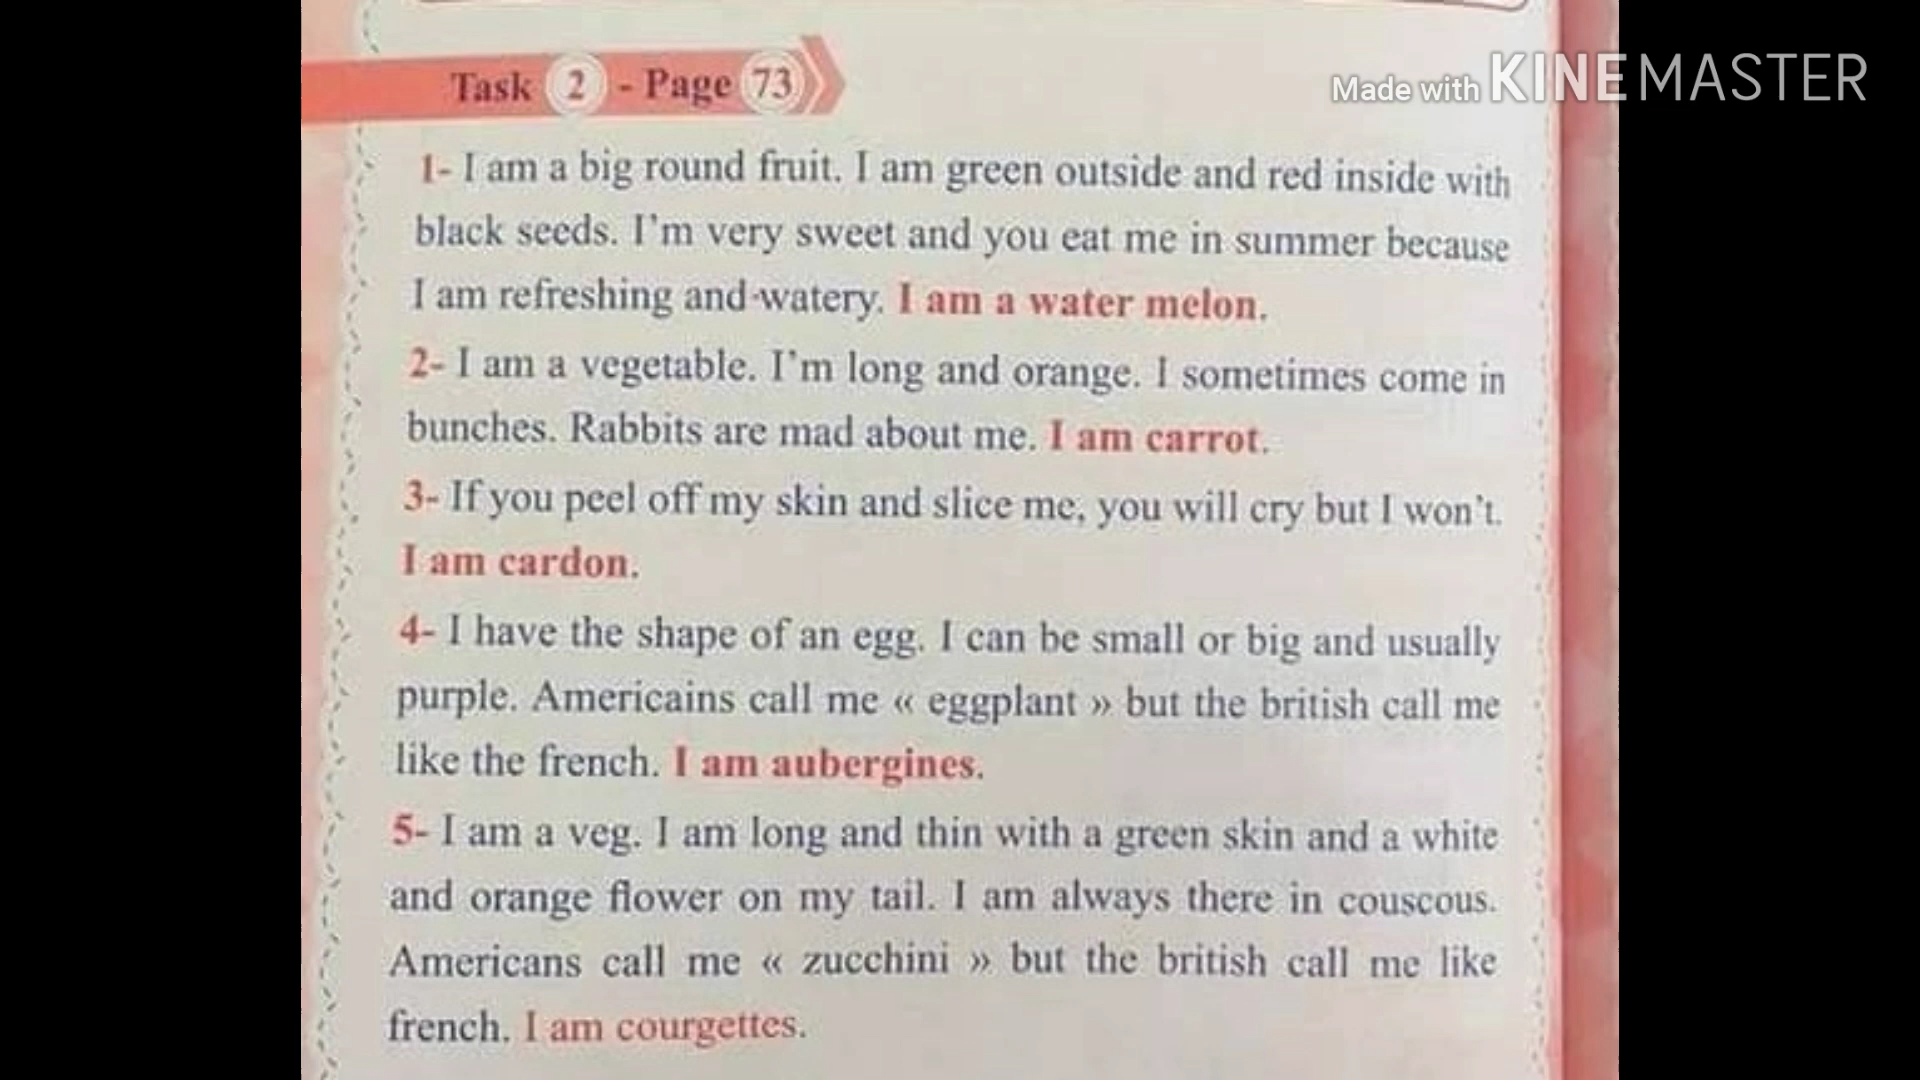 Made with KINEMASTER
Task 2 - Page 73
1- I am a big round fruit. I am green outside and red inside with
black seeds. I'm very sweet and you eat me in summer because
I am refreshing and watery. I am a water melon.
2- I am a vegetable. I'm long and orange. I sometimes come in
bunches. Rabbits are mad about me. I am carrot.
3- If you peel off my skin and slice me, you will cry but I won't.
I am cardon.
4- I have the shape of an egg. I can be small or big and usually
purple. Americains call me « eggplant » but the british call me
like the french. I am aubergines.
5- I am a veg. I am long and thin with a green skin and a white
and orange flower on my tail. I am always there in couscous.
Americans call me « zucchini » but the british call me like
french. I am courgettes.